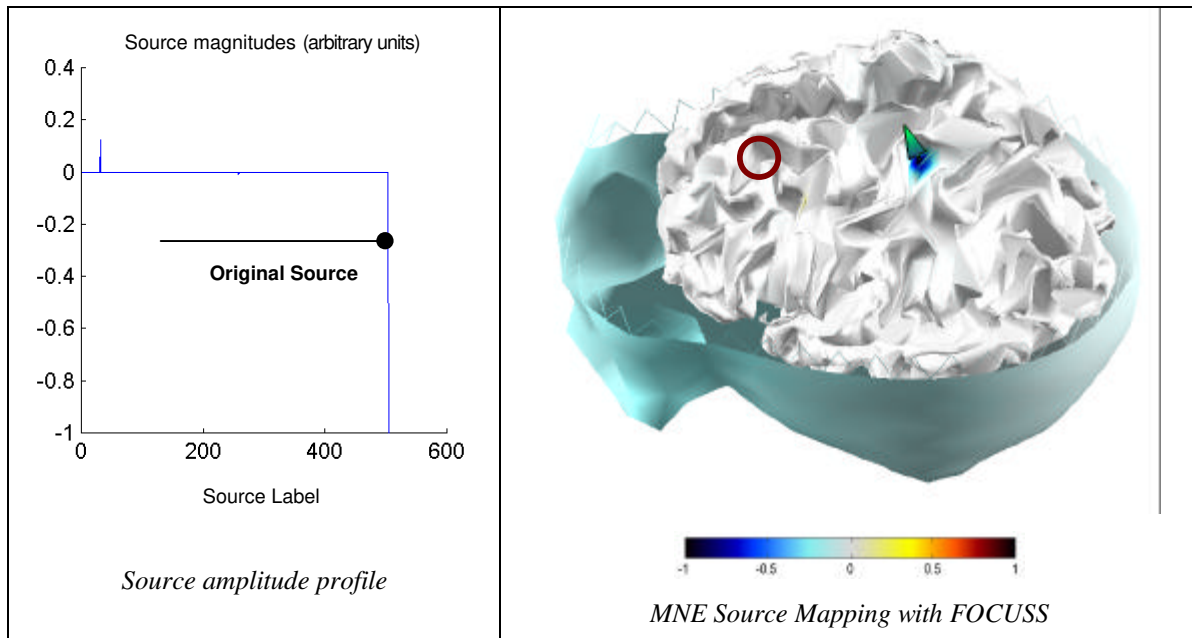 Source magnitudes (arbitrary units)
0.4
0.2
0
-0.2
-0.4
-0.6
-0.8
-1
0 200 400 600
Original Source
Source Label
Source amplitude profile
-1 -0.5 0 0.5 1
MNE Source Mapping with FOCUSS